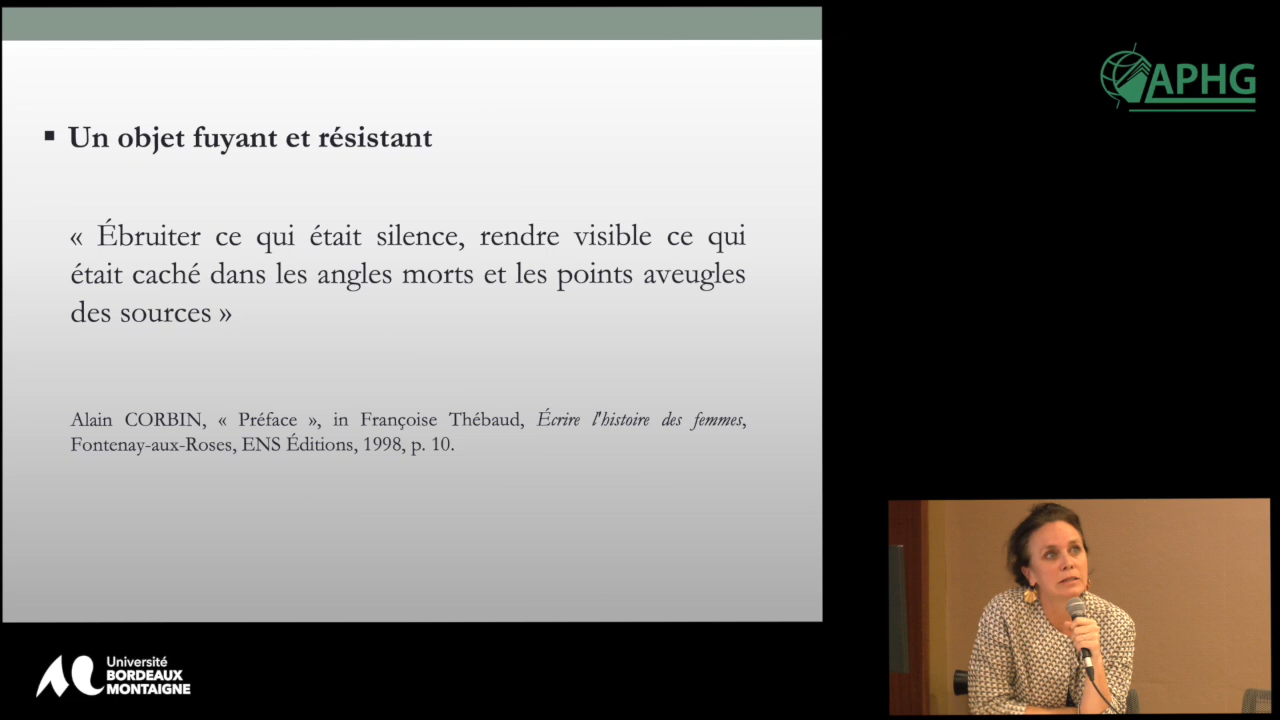 ▪ Un objet fuyant et résistant
« Ébruiter ce qui était silence, rendre visible ce qui
était caché dans les angles morts et les points aveugles
des sources »
Alain CORBIN, « Préface », in Françoise Thébaud, Écrire l'histoire des femmes,
Fontenay-aux-Roses, ENS Éditions, 1998, p. 10.
APHG
Université
BORDEAUX
MONTAIGNE